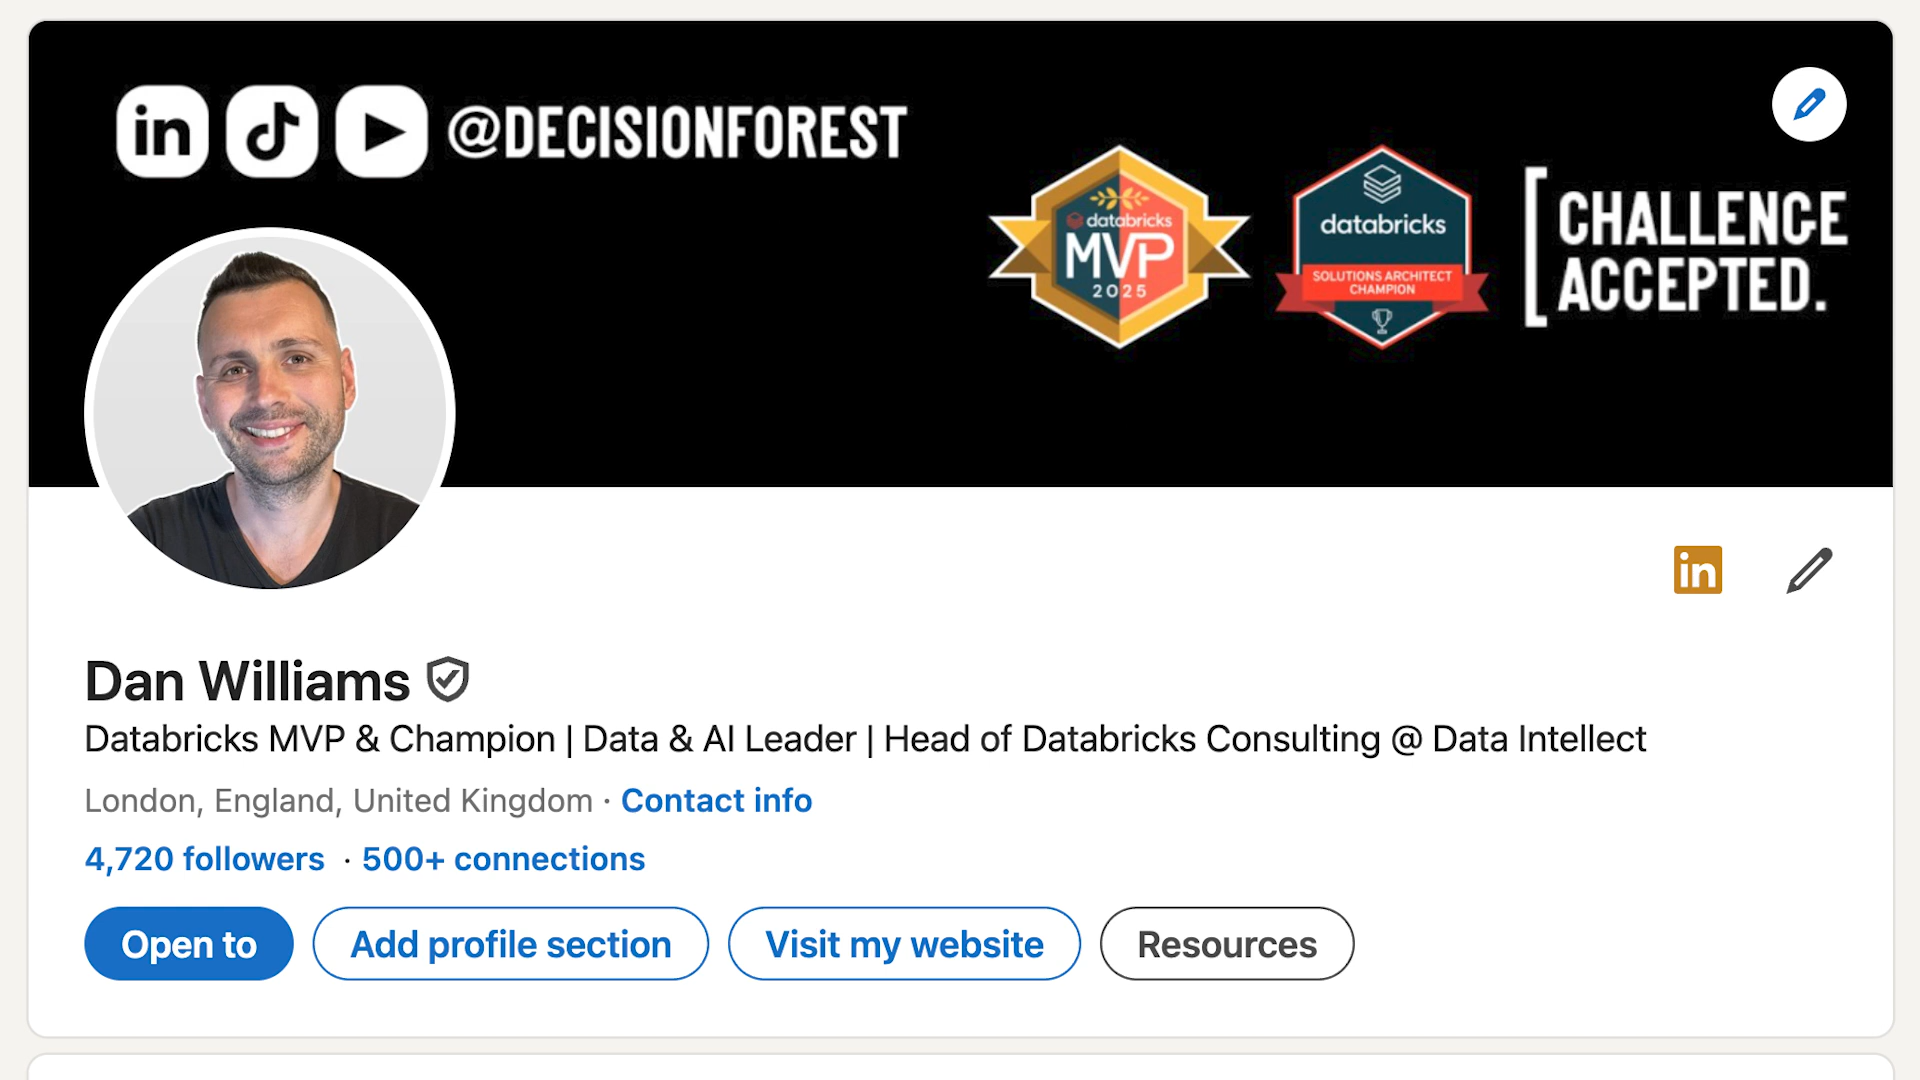 in @DECISIONFOREST
databricks
MVP
2025
databricks
SOLUTIONS ARCHITECT
CHAMPION
CHALLENGE
ACCEPTED.
in
Dan Williams
Databricks MVP & Champion | Data & AI Leader | Head of Databricks Consulting @ Data Intellect
London, England, United Kingdom · Contact info
4,720 followers · 500+ connections
Open to
Add profile section
Visit my website
Resources